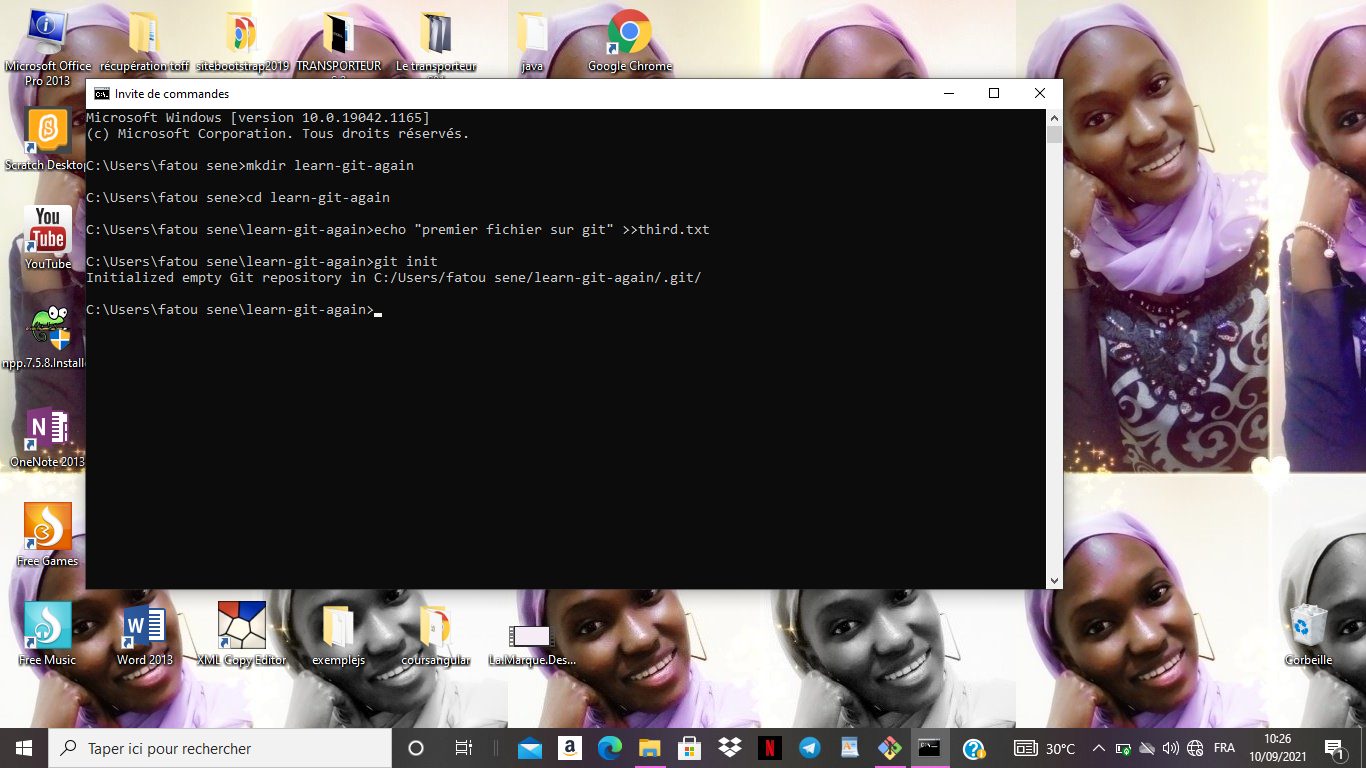 Microsoft Office
Pro 2013
récupération toff
sitebootstrap2019
TRANSPORTEUR
Le transporteur
java
Google Chrome
Invite de commandes
Microsoft Windows [version 10.0.19042.1165]
(c) Microsoft Corporation. Tous droits réservés.
C:\Users\fatou sene>mkdir learn-git-again
C:\Users\fatou sene>cd learn-git-again
C:\Users\fatou sene\learn-git-again>echo "premier fichier sur git" >>third.txt
C:\Users\fatou sene\learn-git-again>git init
Initialized empty Git repository in C:/Users/fatou sene/learn-git-again/.git/
C:\Users\fatou sene\learn-git-again>
Scratch Deskto
You
Tube
YouTube
npp.7.5.8.Install
N
OneNote 2013
Free Games
Free Music
W
Word 2013
XML Copy Editor
exemplejs
coursangular
La.Marque.Des...
Corbeille
Taper ici pour rechercher
a
N
30°C
FRA
10:26
10/09/2021
1